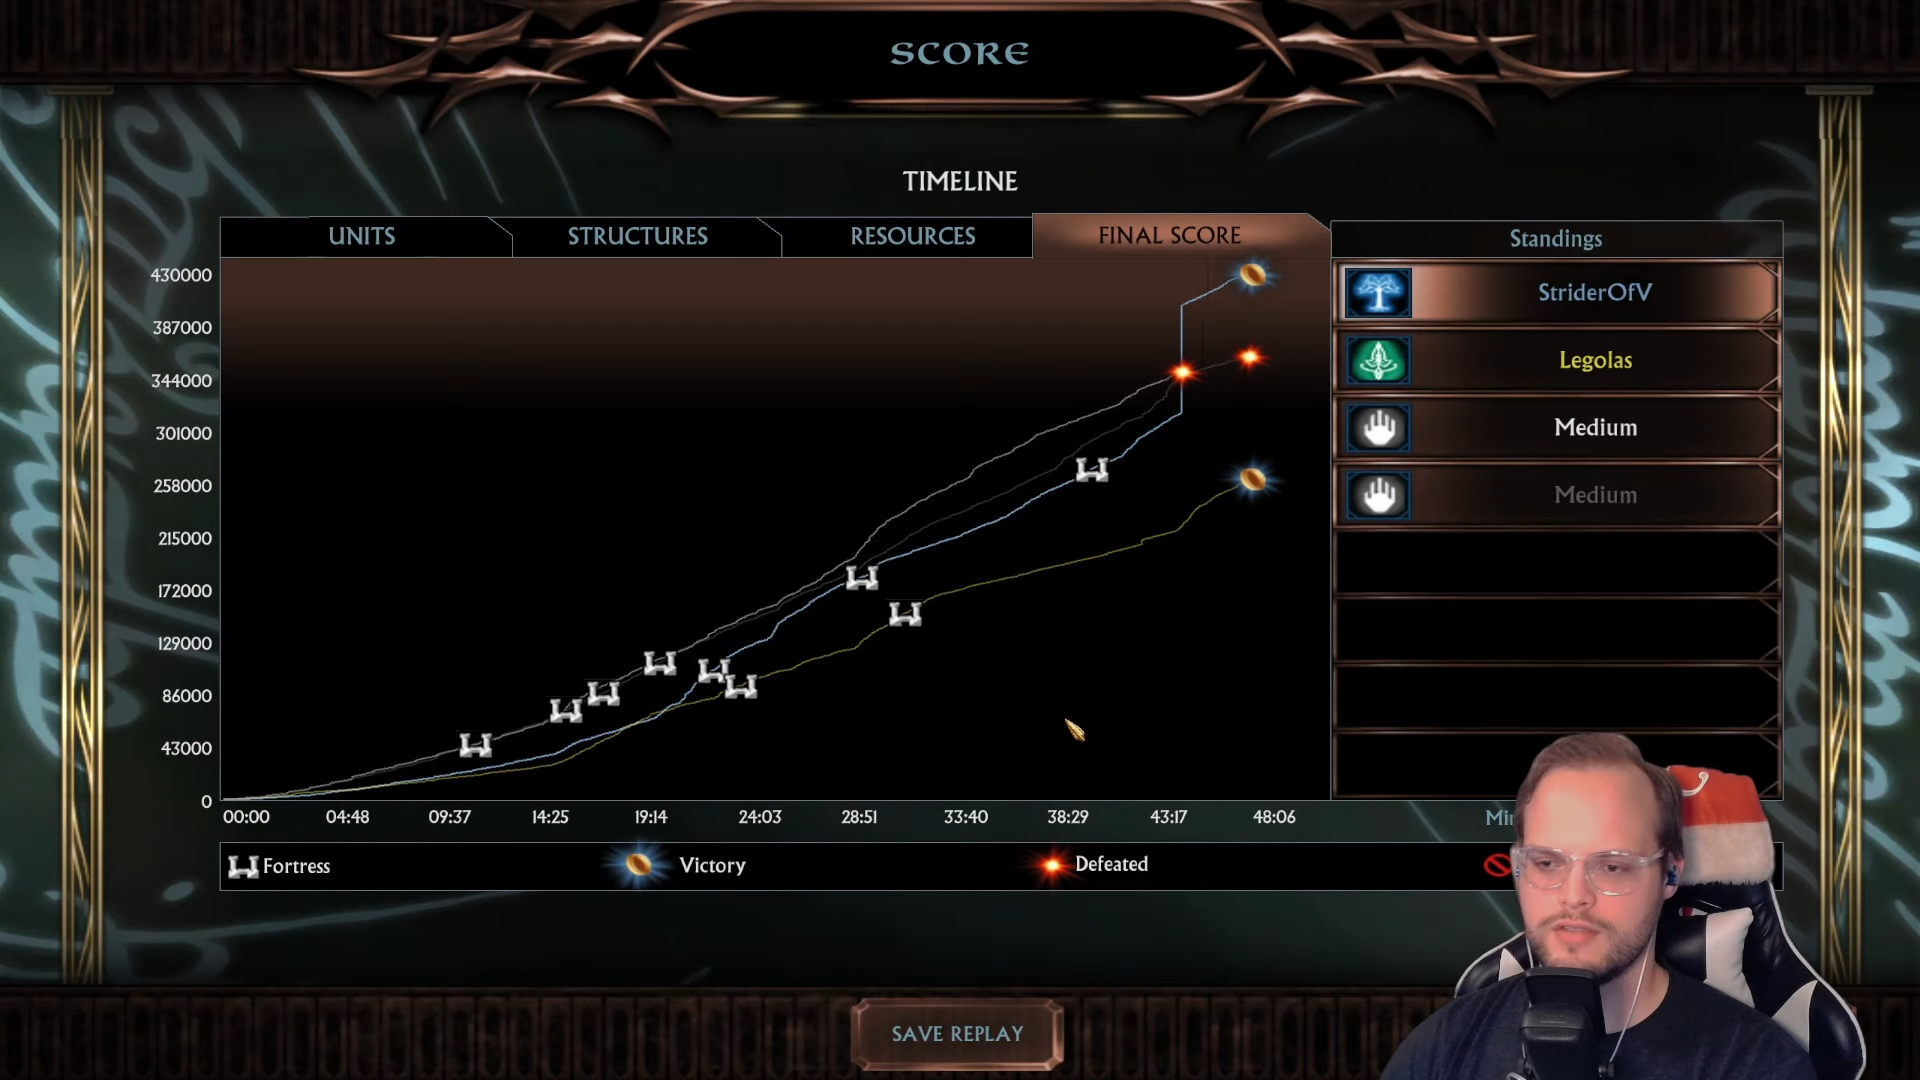 SCORE
TIMELINE
UNITS STRUCTURES RESOURCES FINAL SCORE Standings
430000
387000
344000
301000
258000
215000
172000
129000
86000
43000
0
StriderOfV
Legolas
Medium
Medium
00:00 04:48 09:37 14:25 19:14 24:03 28:51 33:40 38:29 43:17 48:06
Fortress Victory Defeated
SAVE REPLAY